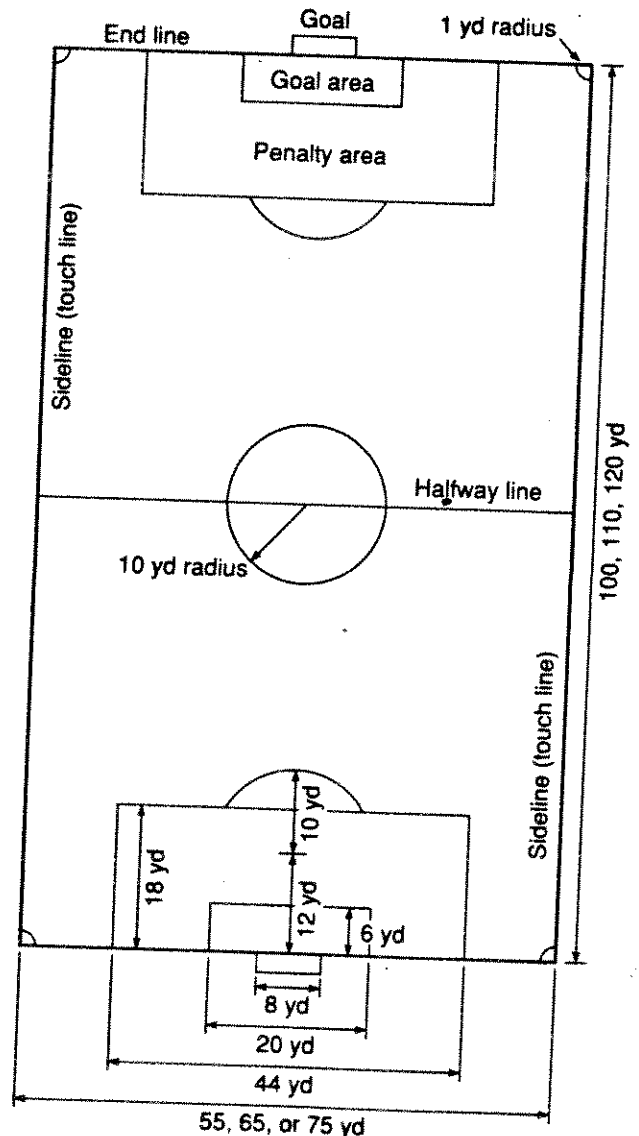 Goal
End line
1 yd radius
Goal area
Penalty area
Sideline (touch line)
Halfway line
10 yd radius
100, 110, 120 yd
Sideline (touch line)
10 yd
18 yd
12 yd
6 yd
8 yd
20 yd
44 yd
55, 65, or 75 yd